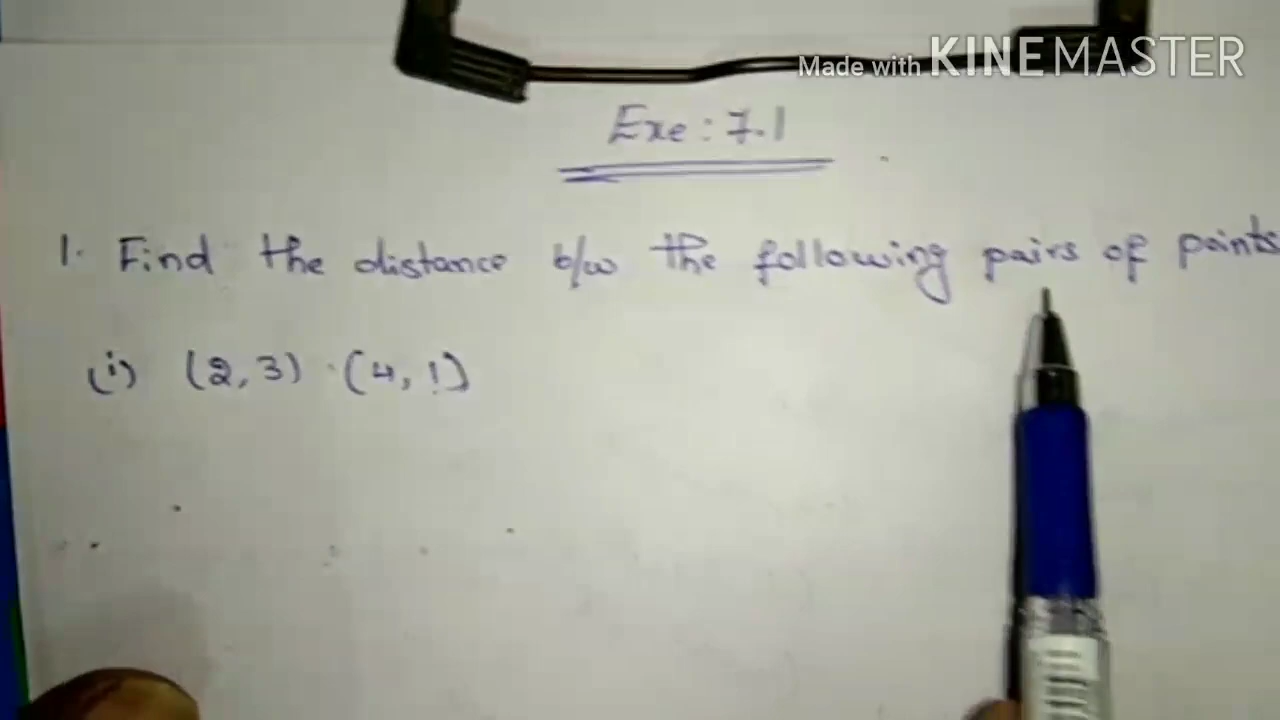 Made with KINEMASTER
Exe: 7.1
1. Find the distance b/w the following pairs of points
(i) (2,3) (4,1)